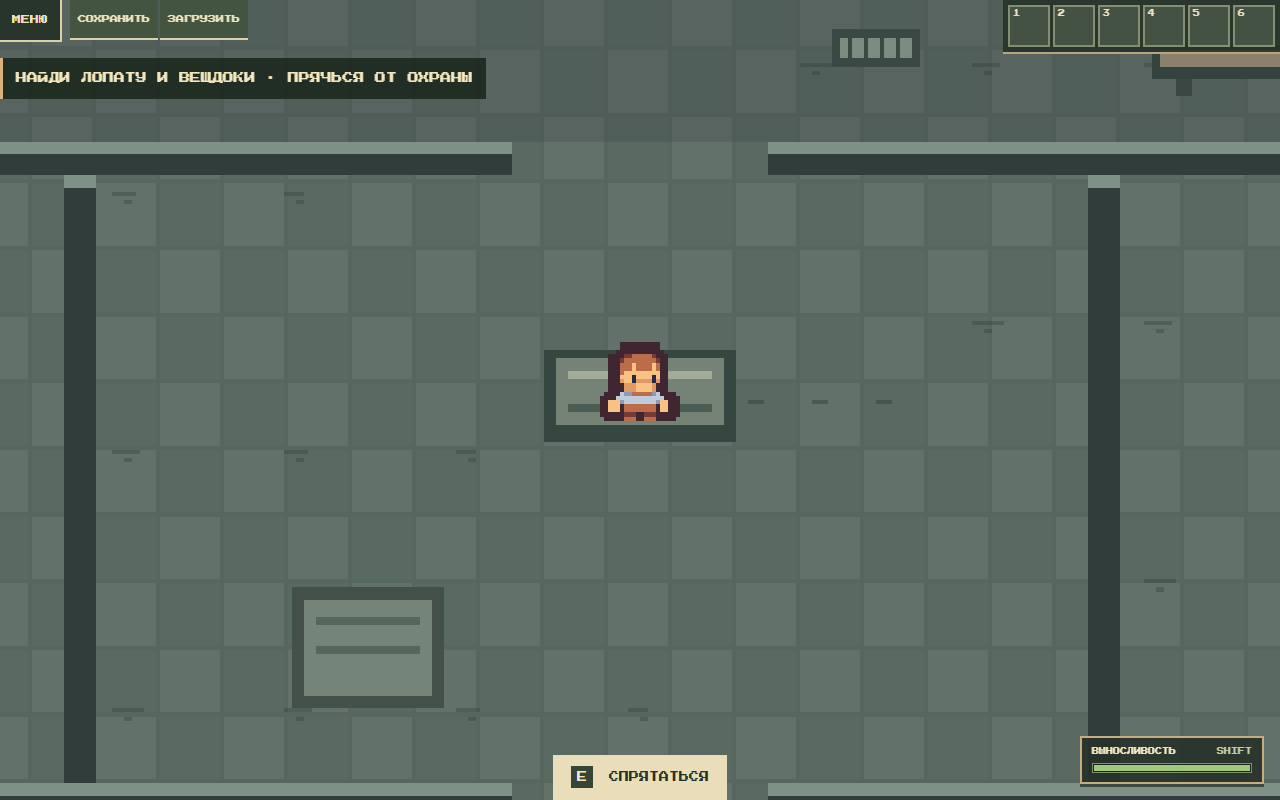 МЕНЮ
СОХРАНИТЬ
ЗАГРУЗИТЬ
1 2 3 4 5 6
НАЙДИ ЛОПАТУ И ВЕЩДОКИ · ПРЯЧЬСЯ ОТ ОХРАНЫ
ВЫНОСЛИВОСТЬ SHIFT
E СПРЯТАТЬСЯ